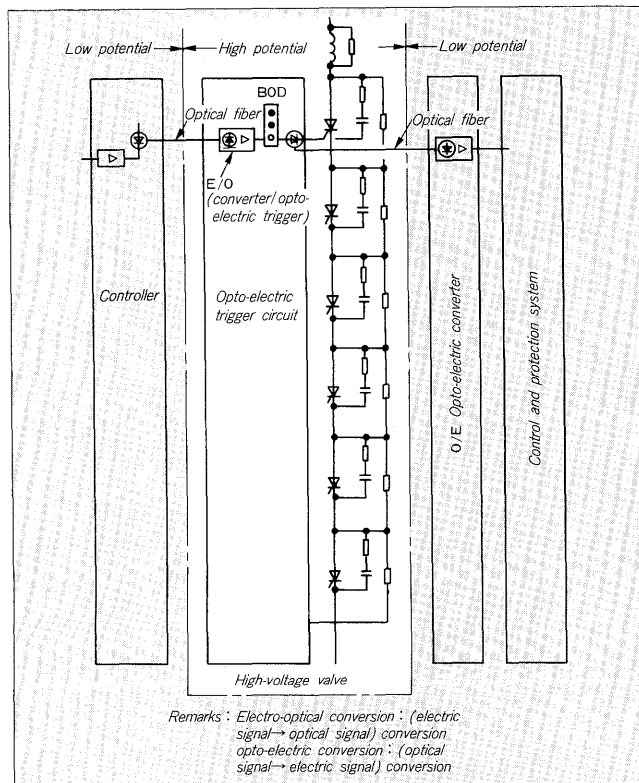 Low potential
High potential
Low potential
BOD
Optical fiber
Optical fiber
E/O
(converter/opto-
electric trigger)
Controller
Opto-electric
trigger circuit
O/E Opto-electric converter
Control and protection system
High-voltage valve
Remarks : Electro-optical conversion : (electric
signal→ optical signal) conversion
opto-electric conversion : (optical
signal→ electric signal) conversion